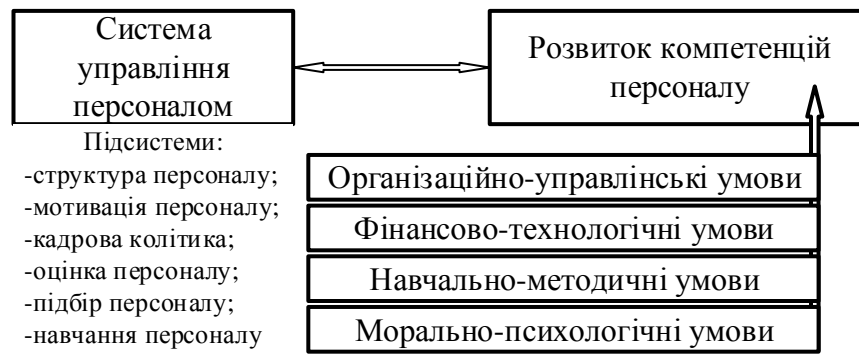 Система
управління
персоналом
Розвиток компетенцій
персоналу
Підсистеми:
-структура персоналу;
-мотивація персоналу;
-кадрова колітика;
-оцінка персоналу;
-підбір персоналу;
-навчання персоналу
Організаційно-управлінські умови
Фінансово-технологічні умови
Навчально-методичні умови
Морально-психологічні умови